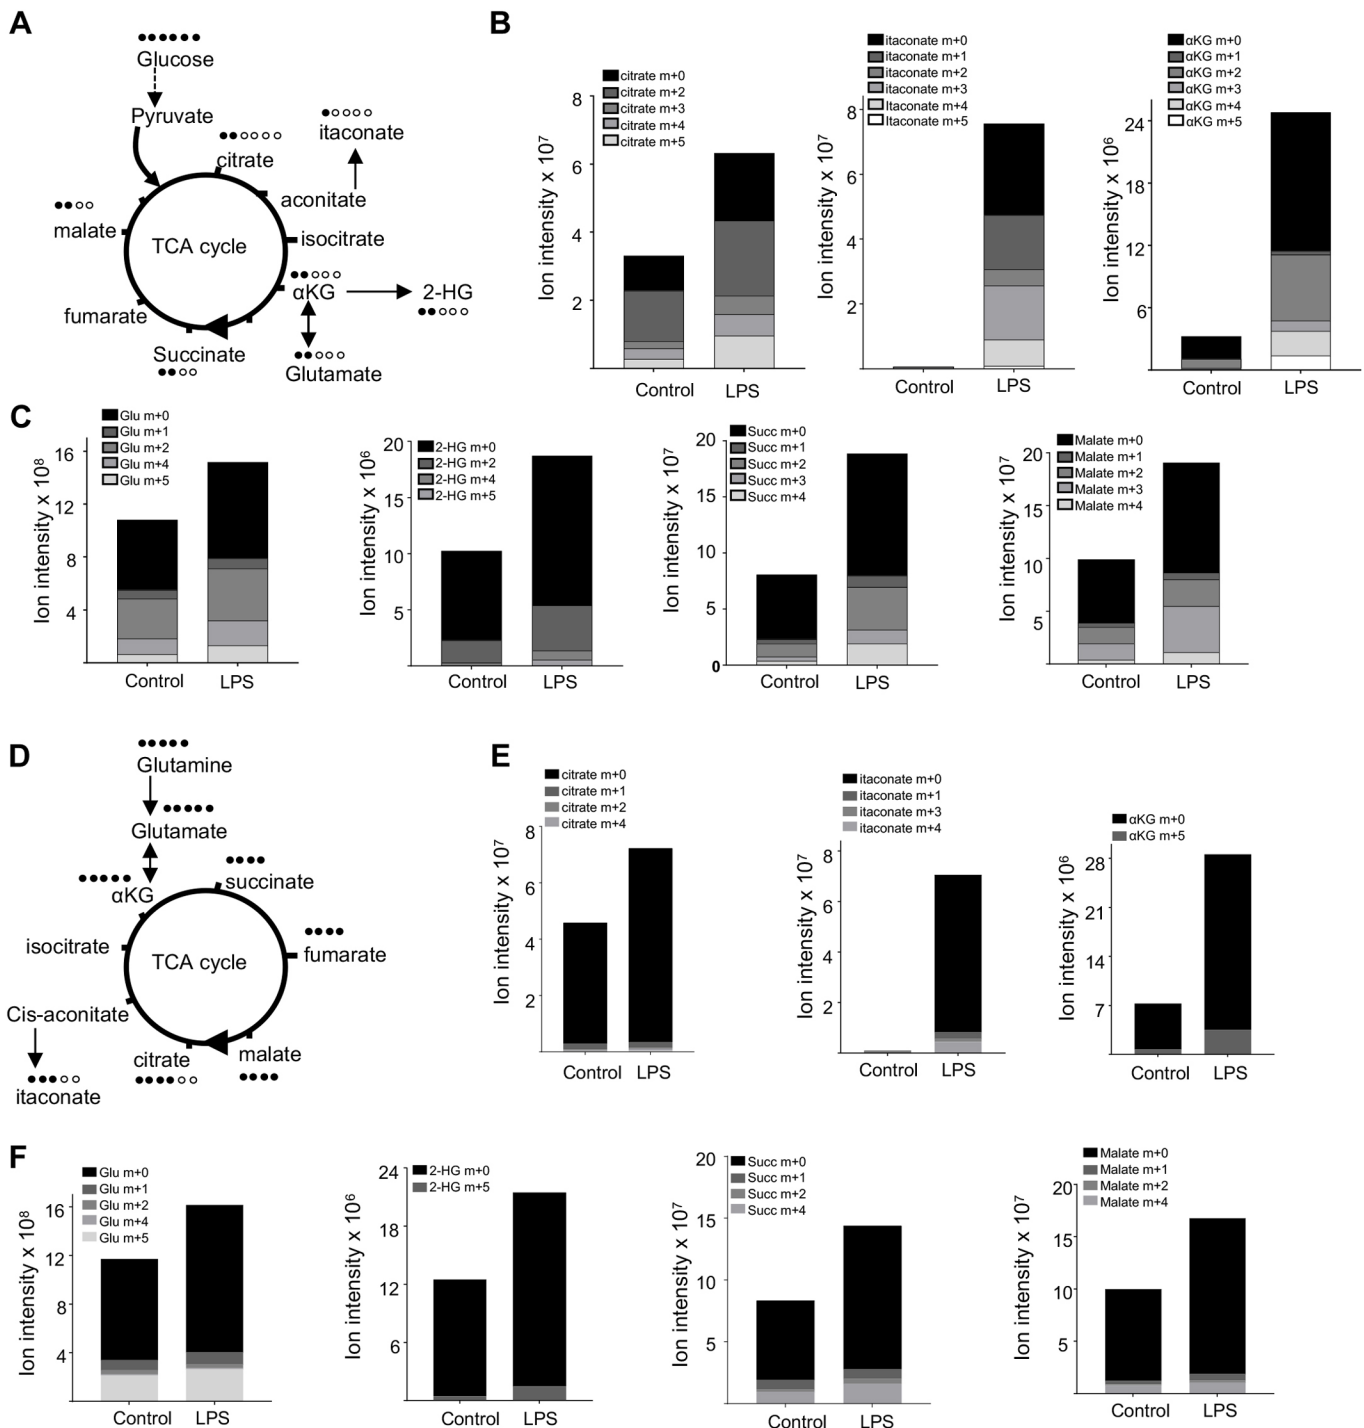 A
Glucose
Pyruvate
itaconate
citrate
aconitate
malate
TCA cycle
isocitrate
αKG
2-HG
fumarate
Succinate
Glutamate
B
citrate m+0
citrate m+2
citrate m+3
citrate m+4
citrate m+5
Ion intensity x 10⁷
8
6
4
2
Control
LPS
itaconate m+0
itaconate m+1
itaconate m+2
itaconate m+3
Itaconate m+4
Itaconate m+5
Ion intensity x 10⁷
8
6
4
2
Control
LPS
αKG m+0
αKG m+1
αKG m+2
αKG m+3
αKG m+4
αKG m+5
Ion intensity x 10⁶
24
18
12
6
Control
LPS
C
Glu m+0
Glu m+1
Glu m+2
Glu m+4
Glu m+5
Ion intensity x 10⁸
16
12
8
4
Control
LPS
2-HG m+0
2-HG m+2
2-HG m+4
2-HG m+5
Ion intensity x 10⁶
20
15
10
5
Control
LPS
Succ m+0
Succ m+1
Succ m+2
Succ m+3
Succ m+4
Ion intensity x 10⁷
20
15
10
5
0
Control
LPS
Malate m+0
Malate m+1
Malate m+2
Malate m+3
Malate m+4
Ion intensity x 10⁷
20
15
10
5
Control
LPS
D
Glutamine
Glutamate
αKG
succinate
isocitrate
TCA cycle
fumarate
Cis-aconitate
citrate
malate
itaconate
E
citrate m+0
citrate m+1
citrate m+2
citrate m+4
Ion intensity x 10⁷
8
6
4
2
Control
LPS
itaconate m+0
itaconate m+1
itaconate m+3
itaconate m+4
Ion intensity x 10⁷
8
6
4
2
Control
LPS
αKG m+0
αKG m+5
Ion intensity x 10⁶
28
21
14
7
Control
LPS
F
Glu m+0
Glu m+1
Glu m+2
Glu m+4
Glu m+5
Ion intensity x 10⁸
16
12
8
4
Control
LPS
2-HG m+0
2-HG m+5
Ion intensity x 10⁶
24
18
12
6
Control
LPS
Succ m+0
Succ m+1
Succ m+2
Succ m+4
Ion intensity x 10⁷
20
15
10
5
Control
LPS
Malate m+0
Malate m+1
Malate m+2
Malate m+4
Ion intensity x 10⁷
20
15
10
5
Control
LPS